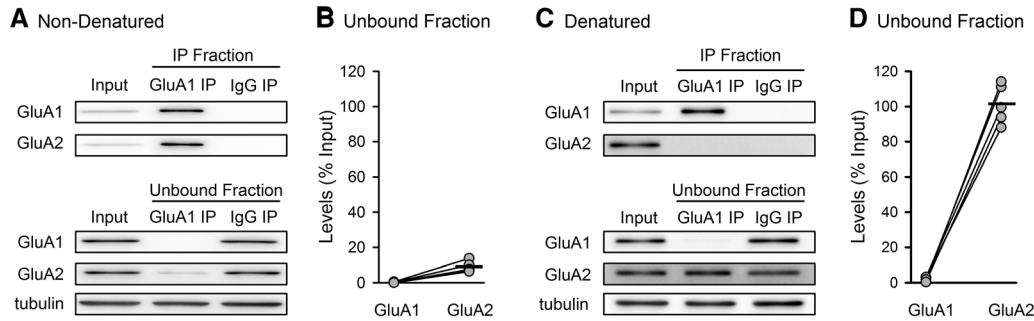 A Non-Denatured
IP Fraction
Input GluA1 IP IgG IP
GluA1
GluA2
Unbound Fraction
Input GluA1 IP IgG IP
GluA1
GluA2
tubulin
B Unbound Fraction
Levels (% Input)
120
100
80
60
40
20
0
GluA1 GluA2
C Denatured
IP Fraction
Input GluA1 IP IgG IP
GluA1
GluA2
Unbound Fraction
Input GluA1 IP IgG IP
GluA1
GluA2
tubulin
D Unbound Fraction
Levels (% Input)
120
100
80
60
40
20
0
GluA1 GluA2